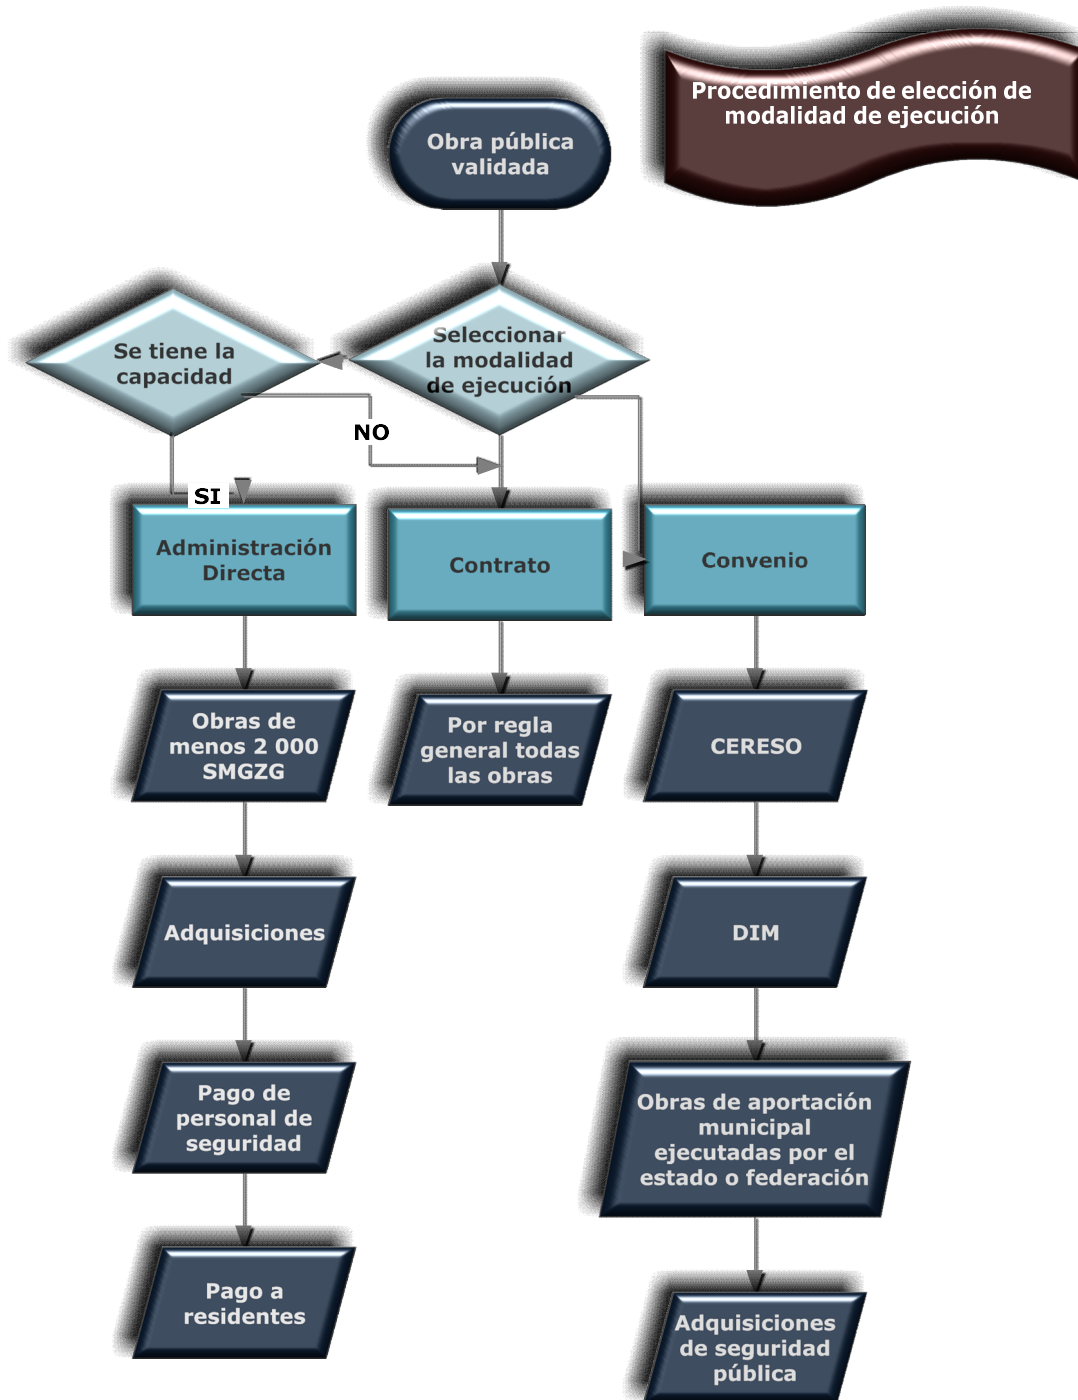 Procedimiento de elección de
modalidad de ejecución
Obra pública
validada
Seleccionar
la modalidad
de ejecución
Se tiene la
capacidad
NO
SI
Administración
Directa
Contrato
Convenio
Obras de
menos 2 000
SMGZG
Por regla
general todas
las obras
CERESO
Adquisiciones
DIM
Pago de
personal de
seguridad
Obras de aportación
municipal
ejecutadas por el
estado o federación
Pago a
residentes
Adquisiciones
de seguridad
pública